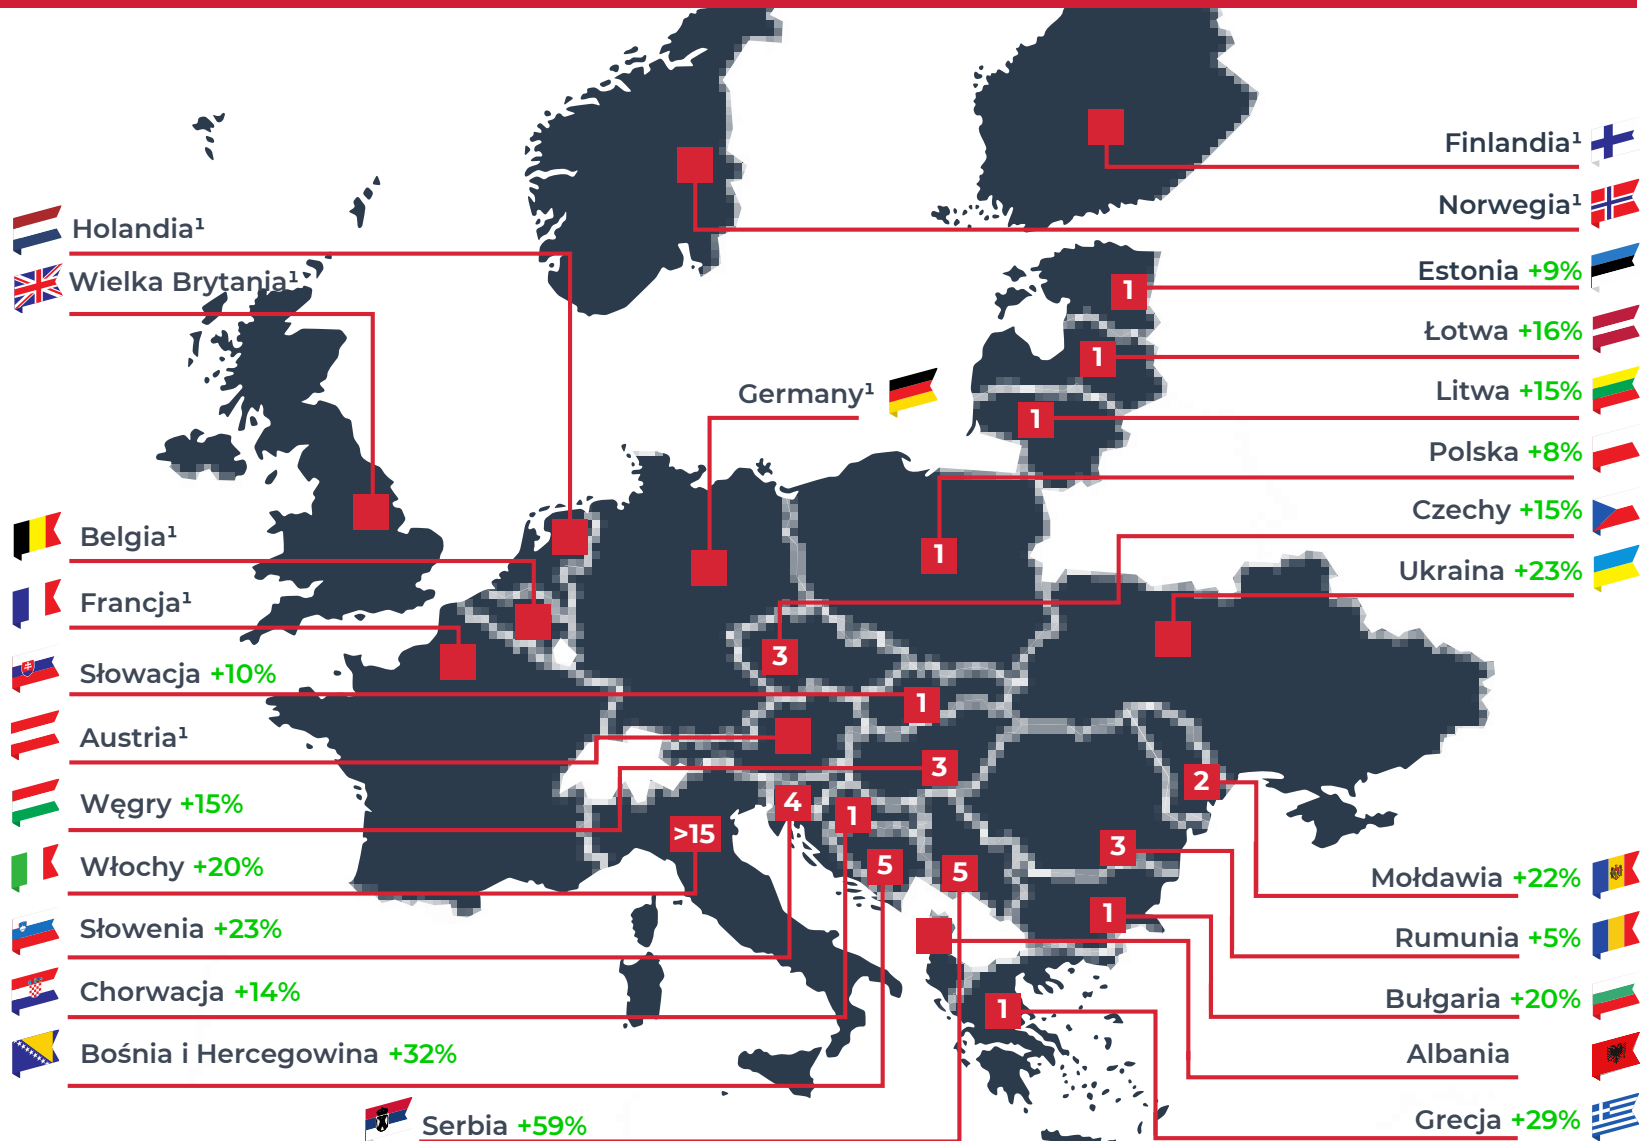 Holandia¹
Wielka Brytania¹
Belgia¹
Francja¹
Słowacja +10%
Austria¹
Węgry +15%
Włochy +20%
Słowenia +23%
Chorwacja +14%
Bośnia i Hercegowina +32%
Serbia +59%
Germany¹
Finlandia¹
Norwegia¹
Estonia +9%
Łotwa +16%
Litwa +15%
Polska +8%
Czechy +15%
Ukraina +23%
Mołdawia +22%
Rumunia +5%
Bułgaria +20%
Albania
Grecja +29%
1
1
1
1
3
1
3
2
4
1
>15
3
5
5
1
1